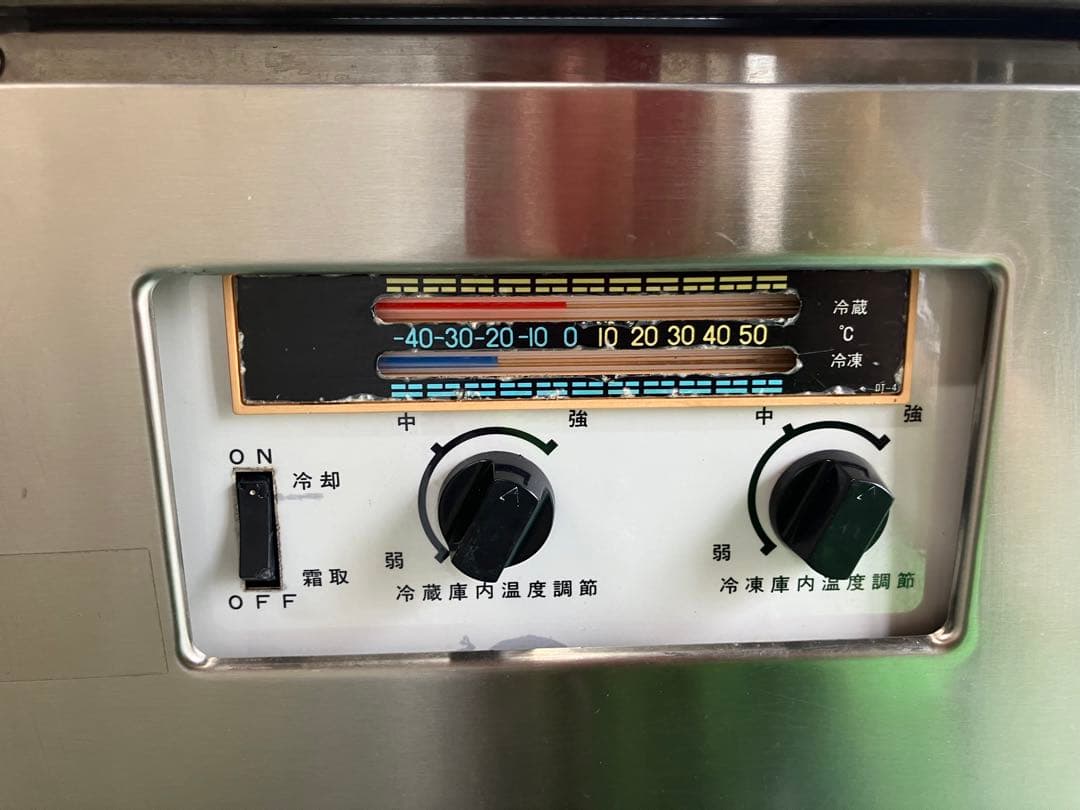 冷蔵
-40-30-20-10 0 10 20 30 40 50 ℃
冷凍
DT-4
中 強 中 強
ON
冷却
弱 弱
霜取
冷蔵庫内温度調節 冷凍庫内温度調節
OFF